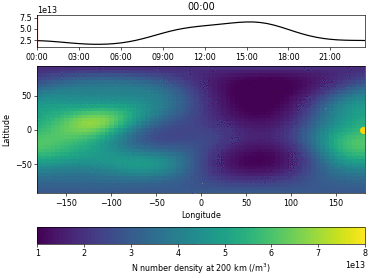 00:00
1e13
7.5
5.0
2.5
00:00 03:00 06:00 09:00 12:00 15:00 18:00 21:00
Latitude
50
0
−50
−150 −100 −50 0 50 100 150
Longitude
1 2 3 4 5 6 7 8
N number density at 200 km (/m³)
1e13